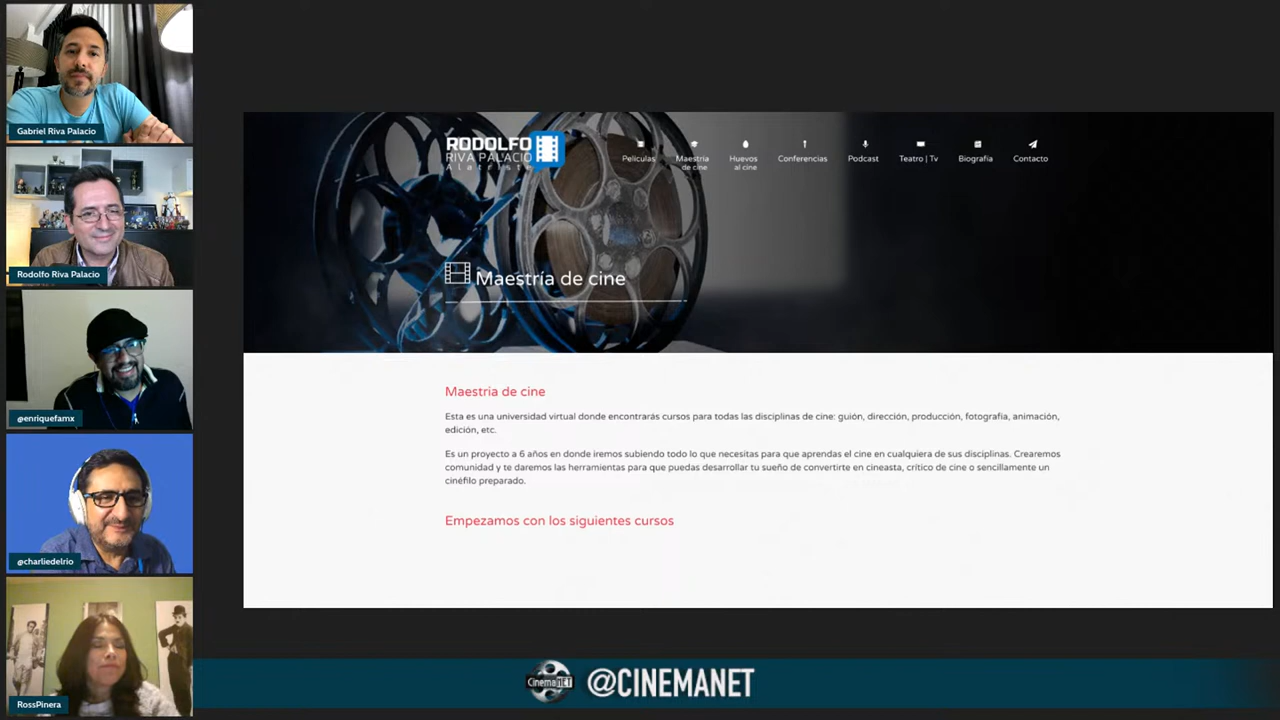 Gabriel Riva Palacio
Rodolfo Riva Palacio
@enriquefamx
@charliedelrio
RossPinera
RODOLFO
RIVA PALACIO
Alatriste
Películas
Maestría
de cine
Huevos
al cine
Conferencias
Podcast
Teatro | Tv
Biografía
Contacto
Maestría de cine
Maestría de cine
Esta es una universidad virtual donde encontrarás cursos para todas las disciplinas de cine: guión, dirección, producción, fotografía, animación,
edición, etc.
Es un proyecto a 6 años en donde iremos subiendo todo lo que necesitas para que aprendas el cine en cualquiera de sus disciplinas. Crearemos
comunidad y te daremos las herramientas para que puedas desarrollar tu sueño de convertirte en cineasta, crítico de cine o sencillamente un
cinéfilo preparado.
Empezamos con los siguientes cursos
CinemaNET
@CINEMANET